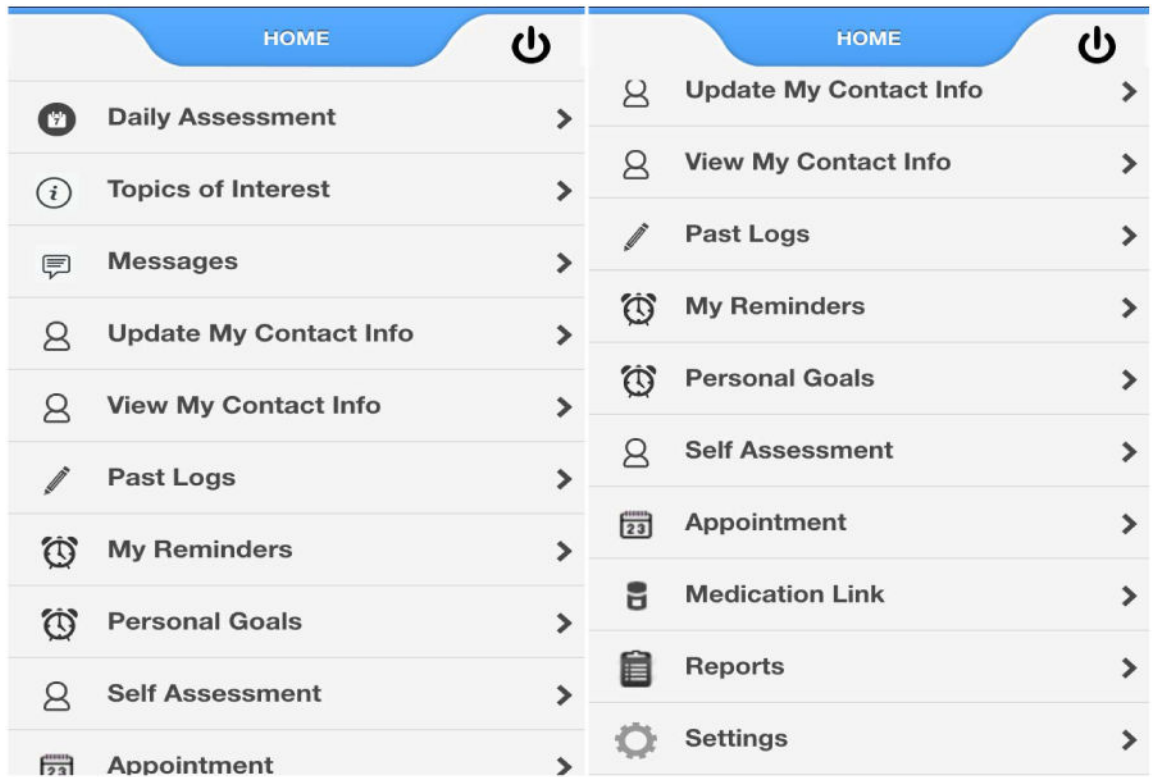 HOME
Daily Assessment
Topics of Interest
Messages
Update My Contact Info
View My Contact Info
Past Logs
My Reminders
Personal Goals
Self Assessment
23
Appointment
HOME
Update My Contact Info
View My Contact Info
Past Logs
My Reminders
Personal Goals
Self Assessment
23
Appointment
Medication Link
Reports
Settings